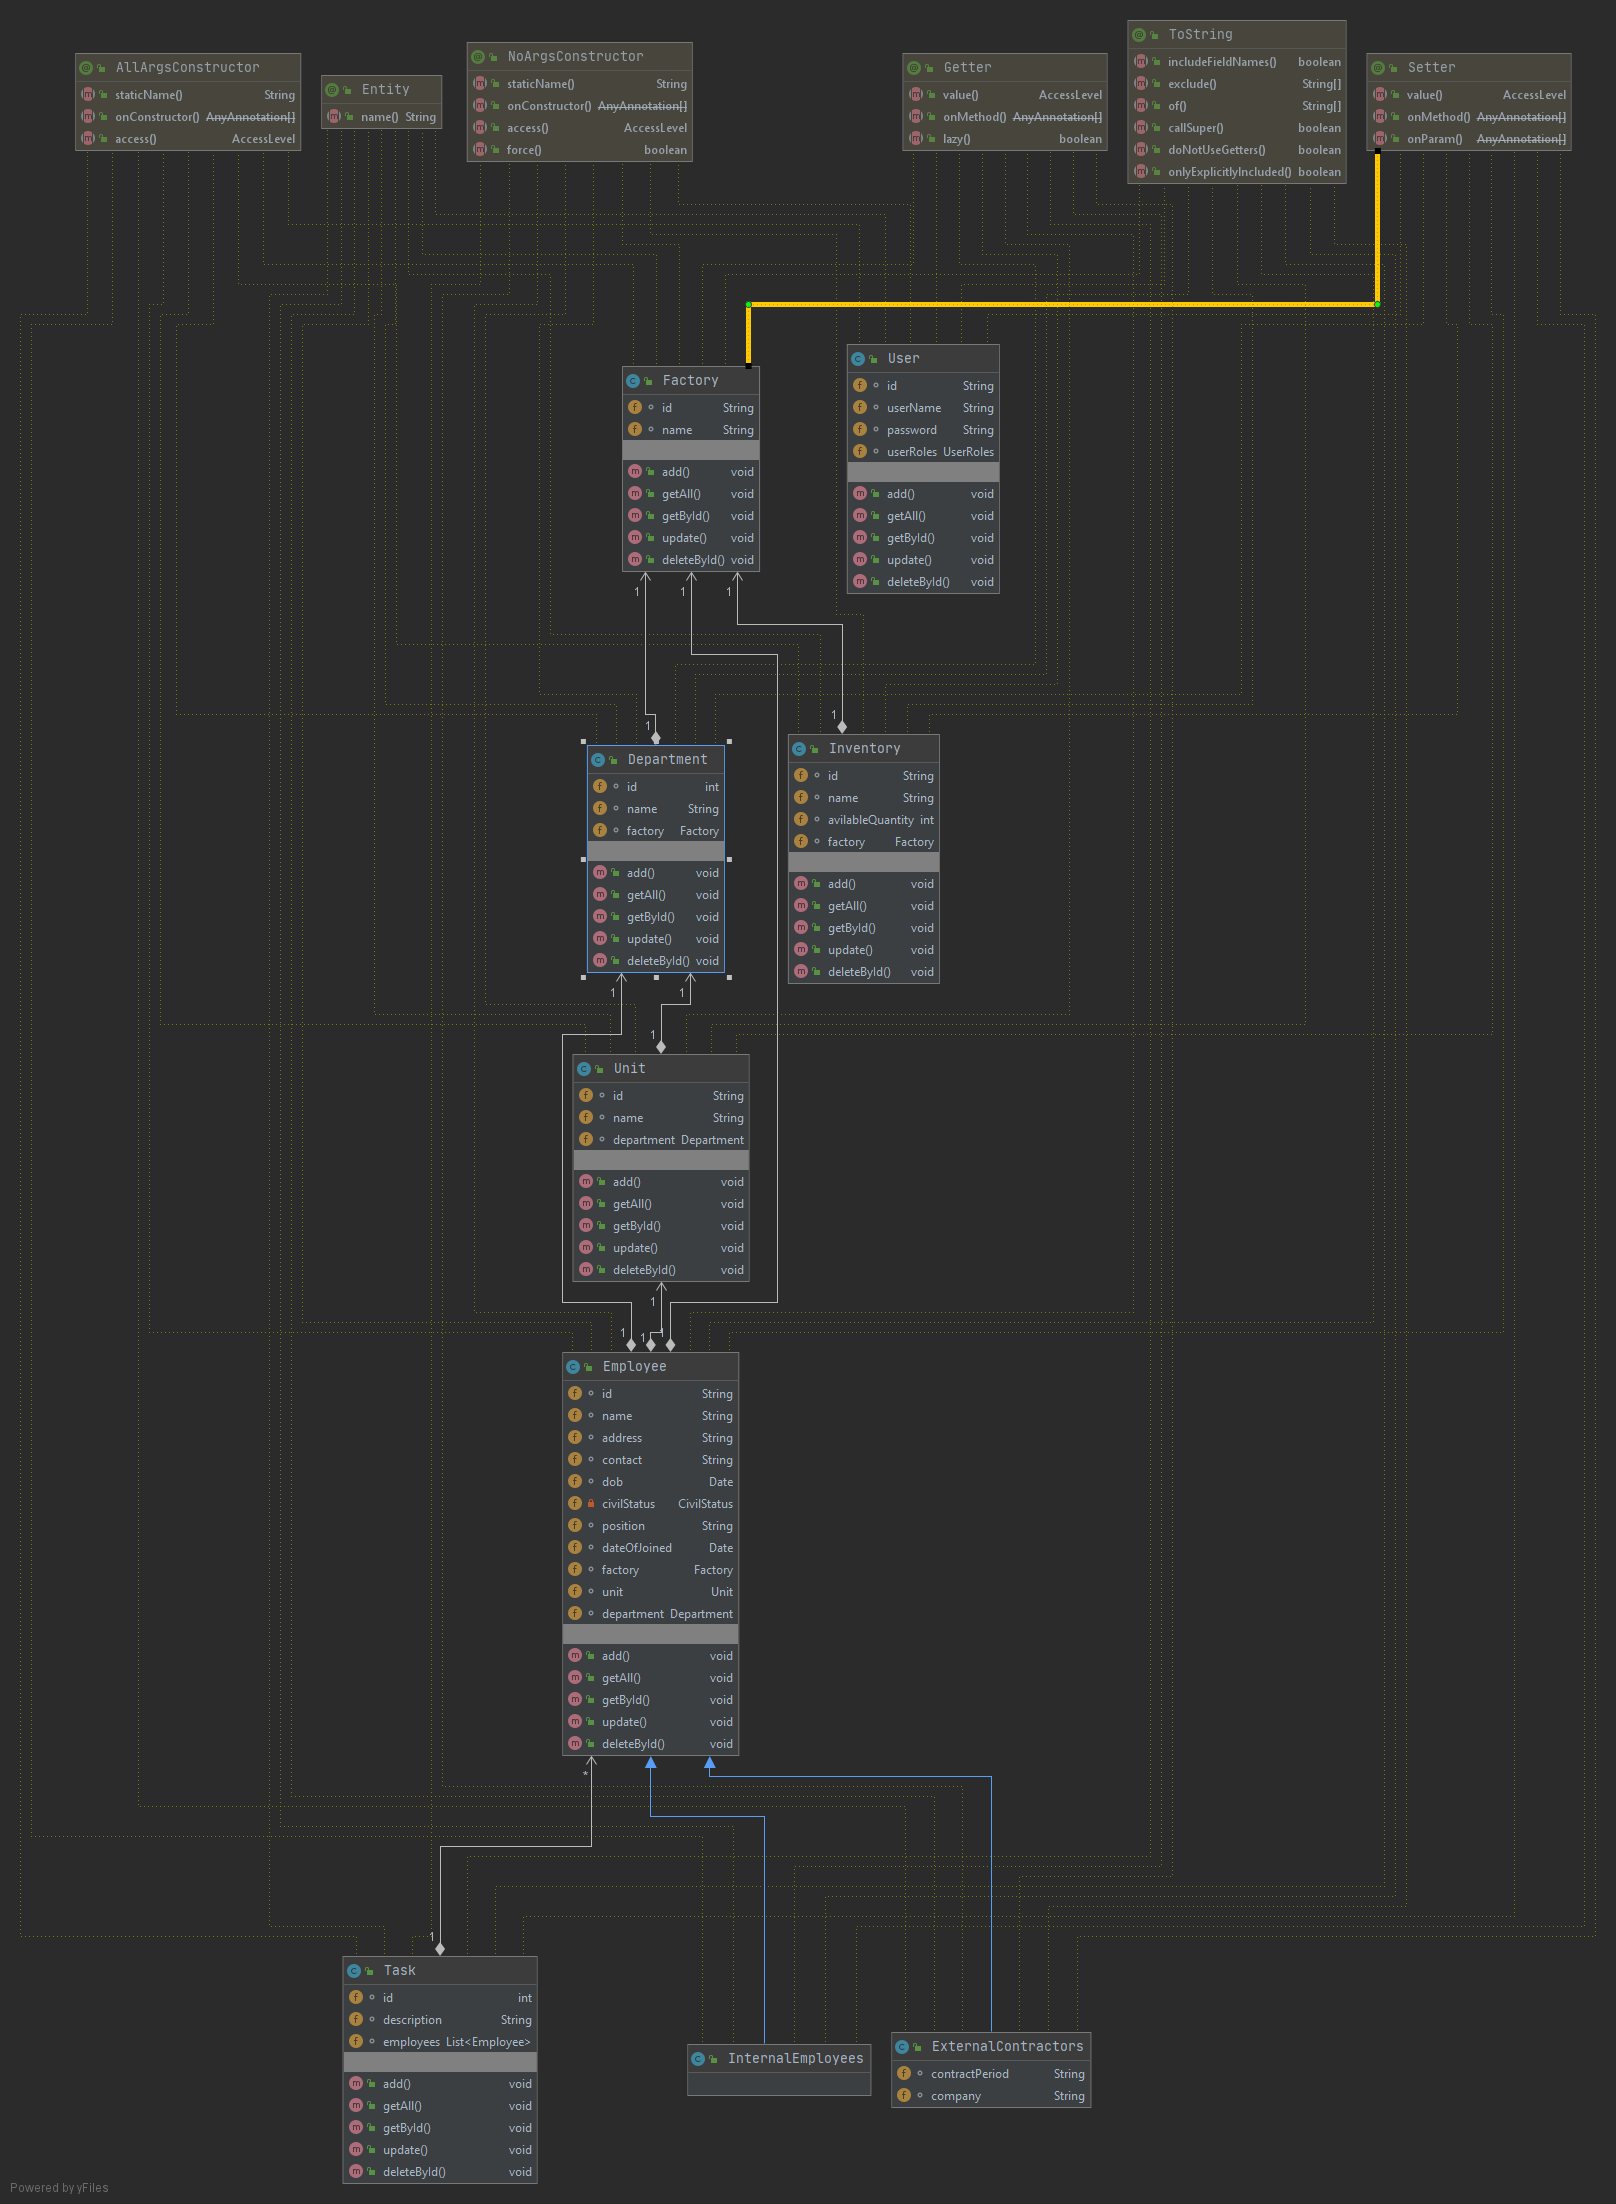 AllArgsConstructor
staticName() String
onConstructor() AnyAnnotation[]
access() AccessLevel
Entity
name() String
NoArgsConstructor
staticName() String
onConstructor() AnyAnnotation[]
access() AccessLevel
force() boolean
Getter
value() AccessLevel
onMethod() AnyAnnotation[]
lazy() boolean
ToString
includeFieldNames() boolean
exclude() String[]
of() String[]
callSuper() boolean
doNotUseGetters() boolean
onlyExplicitlyIncluded() boolean
Setter
value() AccessLevel
onMethod() AnyAnnotation[]
onParam() AnyAnnotation[]
Factory
id String
name String
add() void
getAll() void
getById() void
update() void
deleteById() void
1 1 1
User
id String
userName String
password String
userRoles UserRoles
add() void
getAll() void
getById() void
update() void
deleteById() void
1
Department
id int
name String
factory Factory
add() void
getAll() void
getById() void
update() void
deleteById() void
1 1
1
Inventory
id String
name String
avilableQuantity int
factory Factory
add() void
getAll() void
getById() void
update() void
deleteById() void
1
Unit
id String
name String
department Department
add() void
getAll() void
getById() void
update() void
deleteById() void
1
1 1 1
Employee
id String
name String
address String
contact String
dob Date
civilStatus CivilStatus
position String
dateOfJoined Date
factory Factory
unit Unit
department Department
add() void
getAll() void
getById() void
update() void
deleteById() void
*
1
Task
id int
description String
employees List<Employee>
add() void
getAll() void
getById() void
update() void
deleteById() void
InternalEmployees
ExternalContractors
contractPeriod String
company String
Powered by yFiles